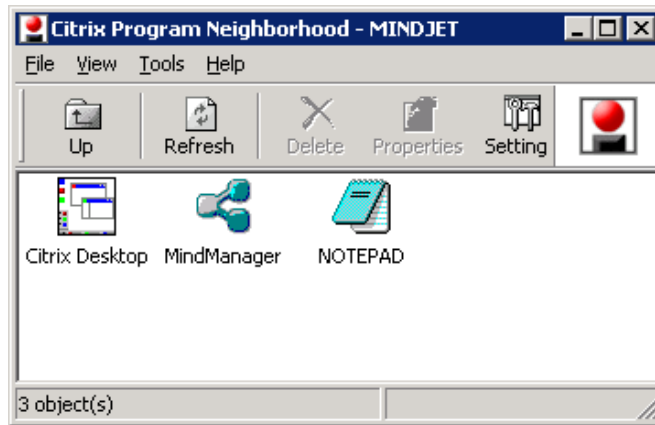 Citrix Program Neighborhood - MINDJET
File View Tools Help
Up Refresh Delete Properties Setting
Citrix Desktop MindManager NOTEPAD
3 object(s)